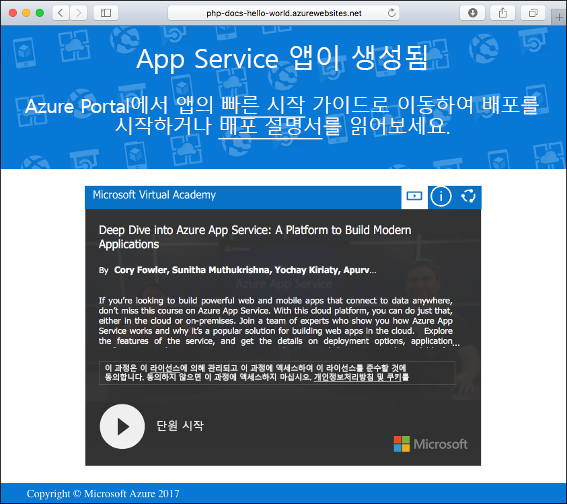 php-docs-hello-world.azurewebsites.net
App Service 앱이 생성됨
Azure Portal에서 앱의 빠른 시작 가이드로 이동하여 배포를
시작하거나 배포 설명서를 읽어보세요.
Microsoft Virtual Academy
Deep Dive into Azure App Service: A Platform to Build Modern
Applications
By Cory Fowler, Sunitha Muthukrishna, Yochay Kiriaty, Apurv...
If you're looking to build powerful web and mobile apps that connect to data anywhere,
don't miss this course on Azure App Service. With this cloud platform, you can do just that,
either in the cloud or on-premises. Join a team of experts who show you how Azure App
Service works and why it's a popular solution for building web apps in the cloud. Explore
the features of the service, and get the details on deployment options, application
이 과정은 이 라이선스에 의해 관리되고 이 과정에 액세스하여 이 라이선스를 준수할 것에
동의합니다. 동의하지 않으면 이 과정에 액세스하지 마십시오. 개인정보처리방침 및 쿠키를
단원 시작
Microsoft
Copyright © Microsoft Azure 2017